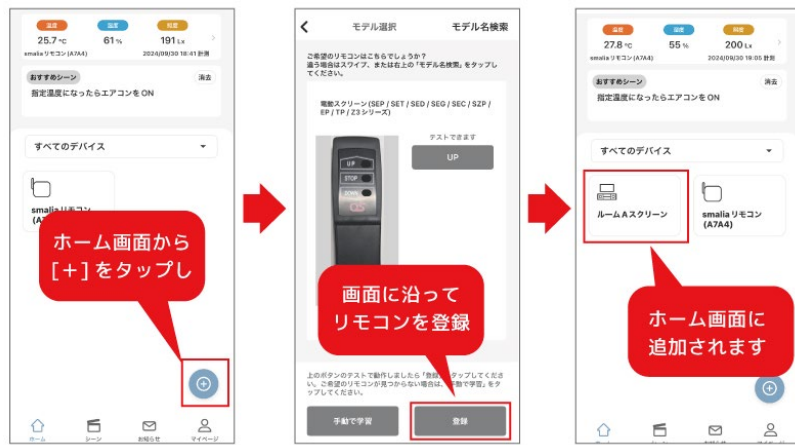 温度 湿度 照度
25.7 ℃ 61 % 191 Lx
smalia リモコン (A7A4) 2024/09/30 18:41 計測
おすすめシーン 消去
指定温度になったらエアコンを ON
すべてのデバイス
smalia リモコン
ホーム画面から
[+]をタップし
ホーム シーン お知らせ マイページ
モデル選択 モデル名検索
ご希望のリモコンはこちらでしょうか?
違う場合はスワイプ、または右上の「モデル名検索」をタップし
てください。
電動スクリーン(SEP / SET / SED / SEG / SEC / SZP /
EP / TP / Z3 シリーズ)
テストできます
UP
UP
STOP
DOWN
画面に沿って
リモコンを登録
上のボタンのテストで動作しましたら「登録」をタップしてくださ
い。ご希望のリモコンが見つからない場合は、「手動で学習」をタ
ップしてください。
手動で学習 登録
温度 湿度 照度
27.8 ℃ 55 % 200 Lx
smalia リモコン (A7A4) 2024/09/30 19:05 計測
おすすめシーン 消去
指定温度になったらエアコンを ON
すべてのデバイス
ルーム A スクリーン
smalia リモコン
(A7A4)
ホーム画面に
追加されます